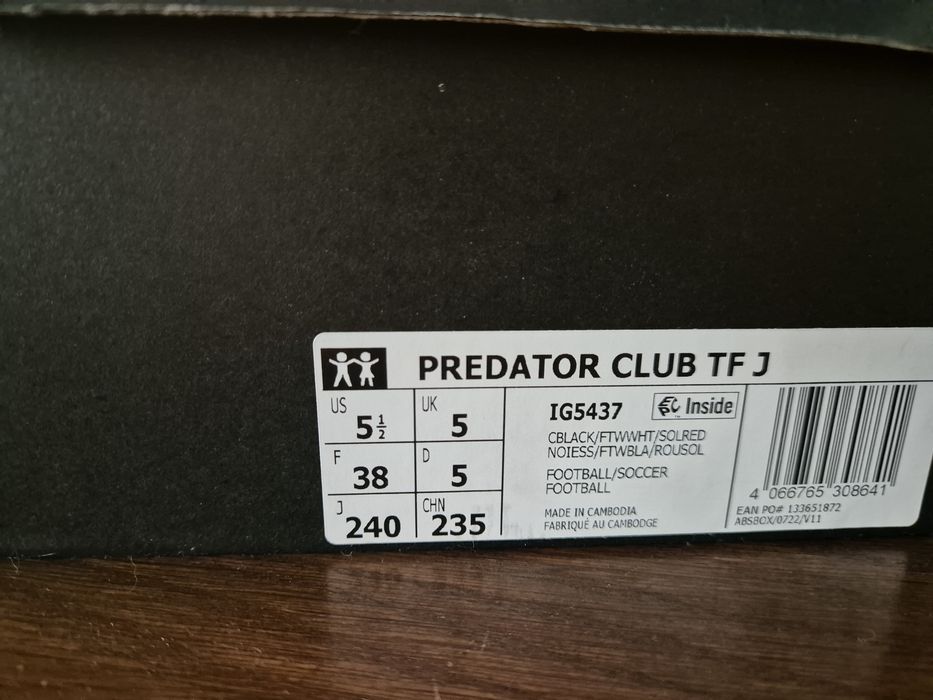 PREDATOR CLUB TF J
US 5½ UK 5
F 38 D 5
J 240 CHN 235
IG5437 Inside
CBLACK/FTWWHT/SOLRED
NOIESS/FTWBLA/ROUSOL
FOOTBALL/SOCCER
FOOTBALL
MADE IN CAMBODIA
FABRIQUÉ AU CAMBODGE
4 066765 308641
EAN PO# 133651872
ABSBOX/0722/V11